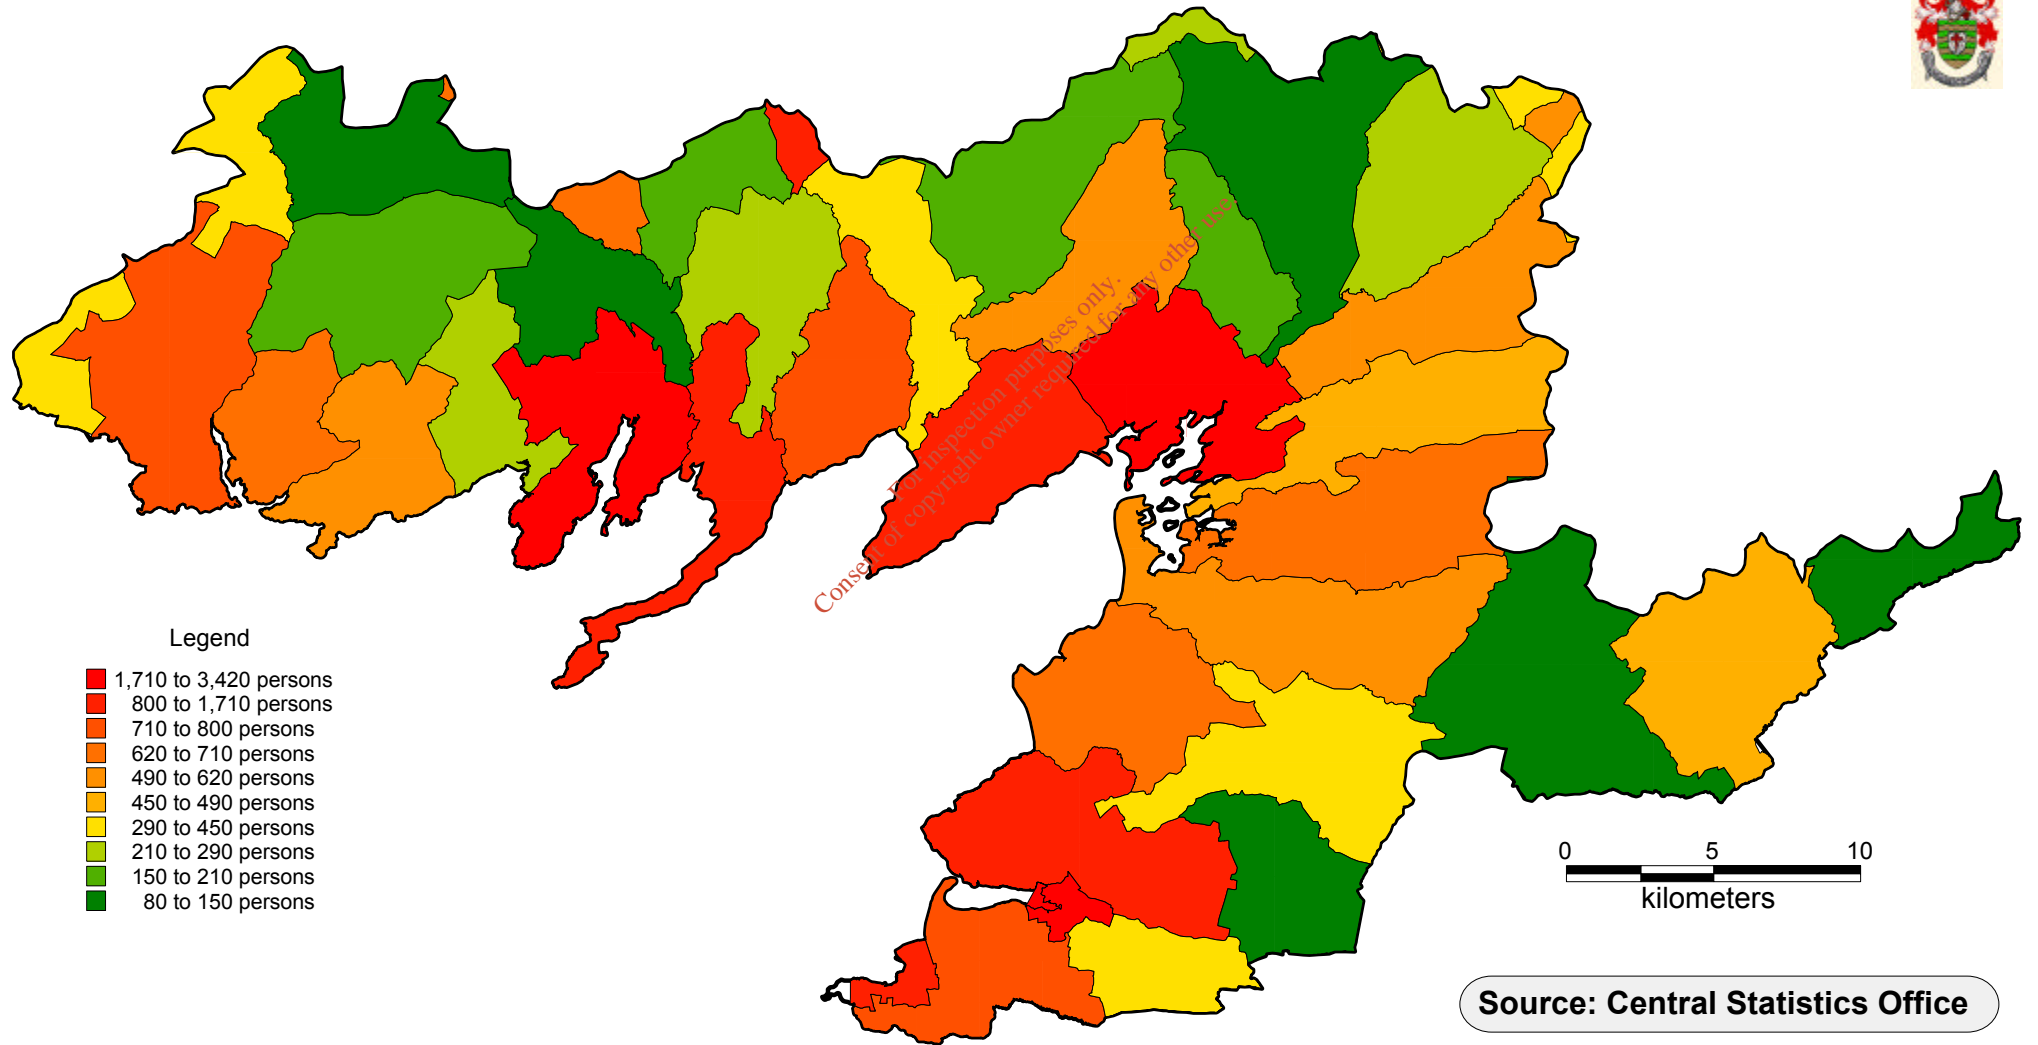 For inspection purposes only.
Consent of copyright owner required for any other use.
Legend
1,710 to 3,420 persons
800 to 1,710 persons
710 to 800 persons
620 to 710 persons
490 to 620 persons
450 to 490 persons
290 to 450 persons
210 to 290 persons
150 to 210 persons
80 to 150 persons
0 5 10
kilometers
Source: Central Statistics Office